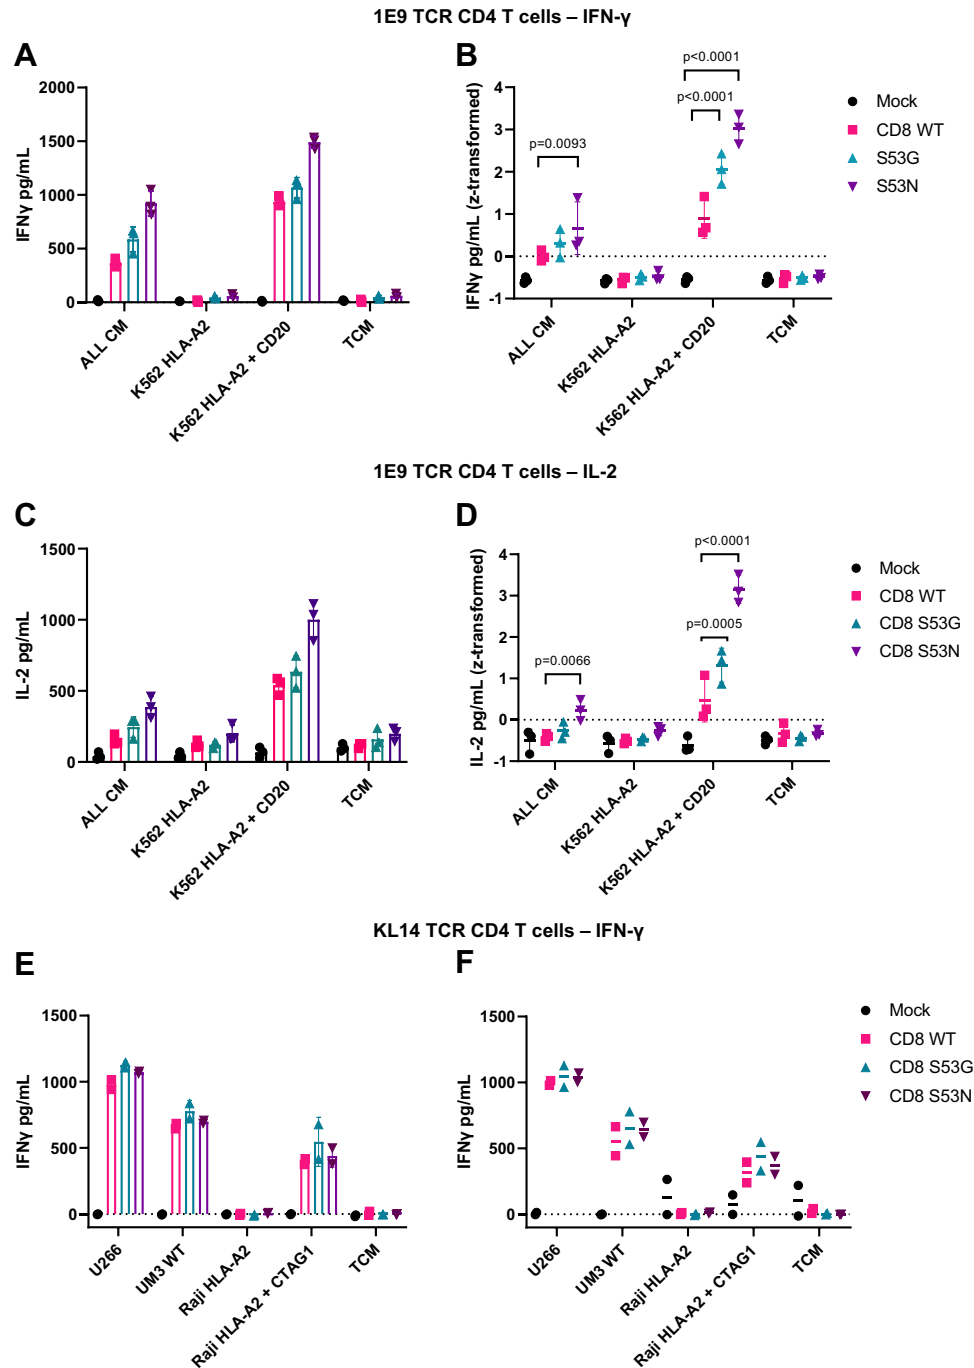 1E9 TCR CD4 T cells – IFN-γ
A
IFNγ pg/mL
2000
1500
1000
500
0
ALL CM
K562 HLA-A2
K562 HLA-A2 + CD20
TCM
B
IFNγ pg/mL (z-transformed)
4
3
2
1
0
-1
p<0.0001
p<0.0001
p=0.0093
ALL CM
K562 HLA-A2
K562 HLA-A2 + CD20
TCM
Mock
CD8 WT
S53G
S53N
1E9 TCR CD4 T cells – IL-2
C
IL-2 pg/mL
1500
1000
500
0
ALL CM
K562 HLA-A2
K562 HLA-A2 + CD20
TCM
D
IL-2 pg/mL (z-transformed)
4
3
2
1
0
-1
p<0.0001
p=0.0005
p=0.0066
ALL CM
K562 HLA-A2
K562 HLA-A2 + CD20
TCM
Mock
CD8 WT
CD8 S53G
CD8 S53N
KL14 TCR CD4 T cells – IFN-γ
E
IFNγ pg/mL
1500
1000
500
0
U266
UM3 WT
Raji HLA-A2
Raji HLA-A2 + CTAG1
TCM
F
IFNγ pg/mL
1500
1000
500
0
U266
UM3 WT
Raji HLA-A2
Raji HLA-A2 + CTAG1
TCM
Mock
CD8 WT
CD8 S53G
CD8 S53N